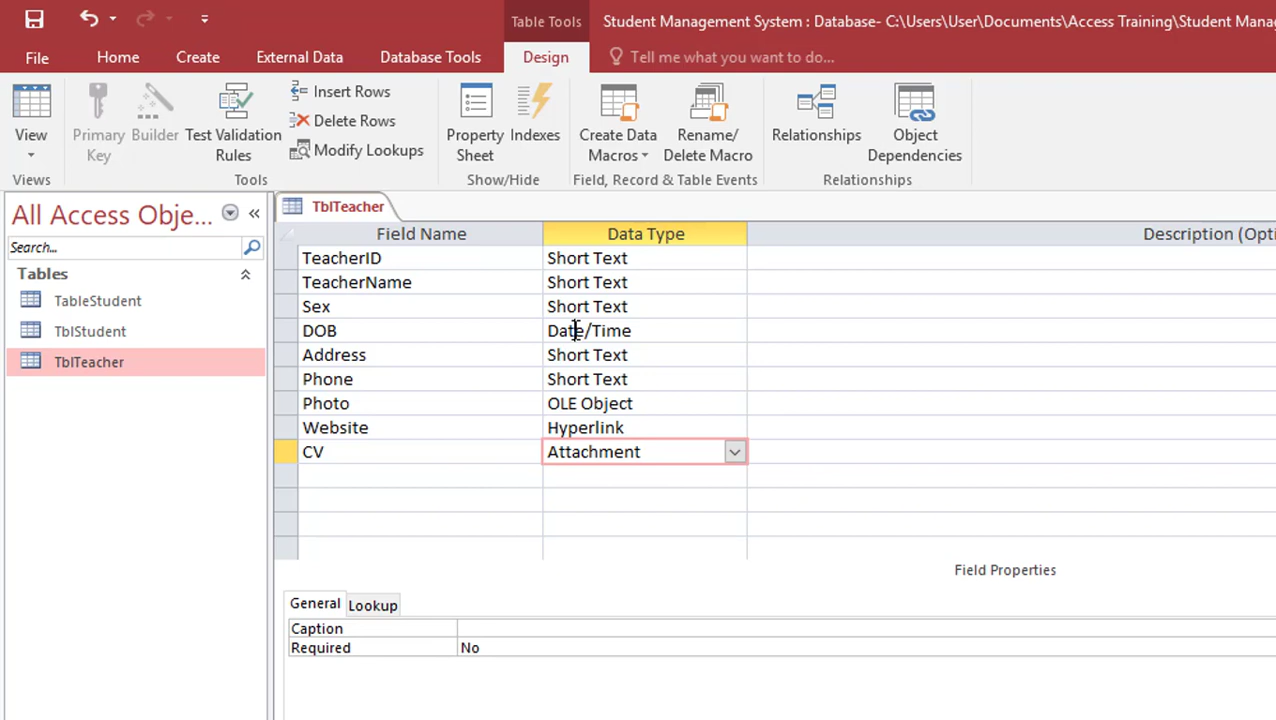 Table Tools
Student Management System : Database- C:\Users\User\Documents\Access Training\Student Mana
File
Home
Create
External Data
Database Tools
Design
Tell me what you want to do...
View
Primary Key
Builder
Test Validation Rules
Insert Rows
Delete Rows
Modify Lookups
Property Sheet
Indexes
Create Data Macros
Rename/ Delete Macro
Relationships
Object Dependencies
Views
Tools
Show/Hide
Field, Record & Table Events
Relationships
All Access Obje...
Search...
Tables
TableStudent
TblStudent
TblTeacher
TblTeacher
Field Name Data Type Description (Opti
TeacherID Short Text
TeacherName Short Text
Sex Short Text
DOB Date/Time
Address Short Text
Phone Short Text
Photo OLE Object
Website Hyperlink
CV Attachment
Field Properties
General Lookup
Caption
Required No